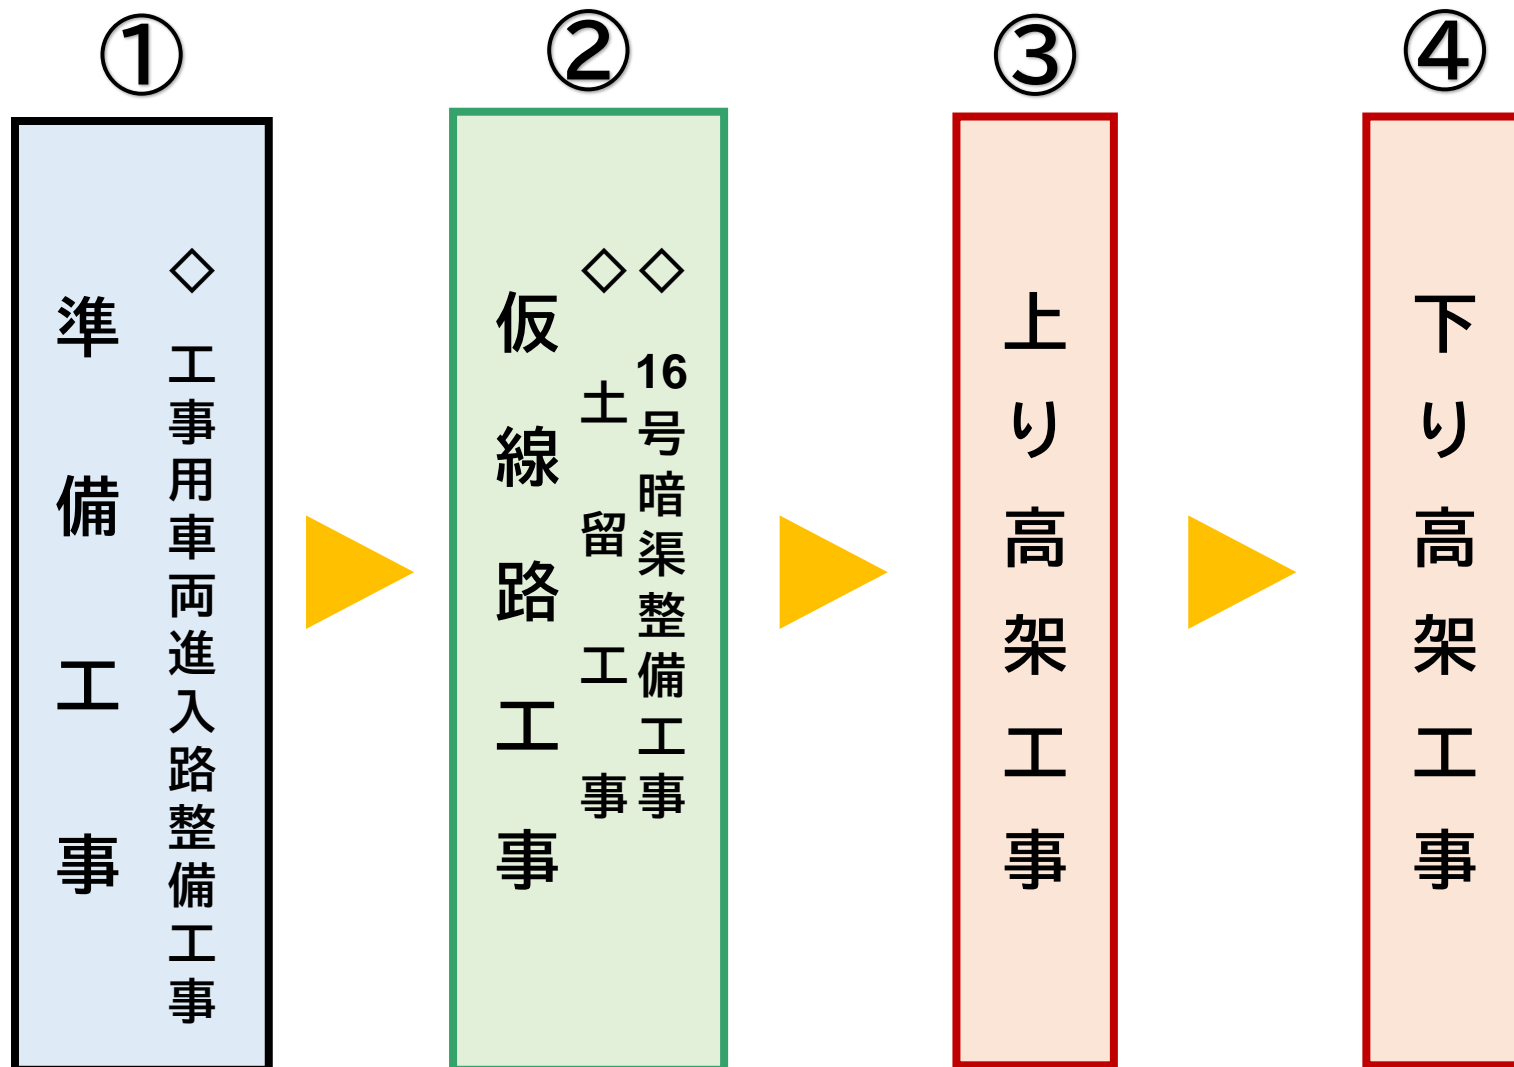 ①
◇ 工事用車両進入路整備工事
準備工事
②
◇ 16号暗渠整備工事
◇ 土留工事
仮線路工事
③
上り高架工事
④
下り高架工事